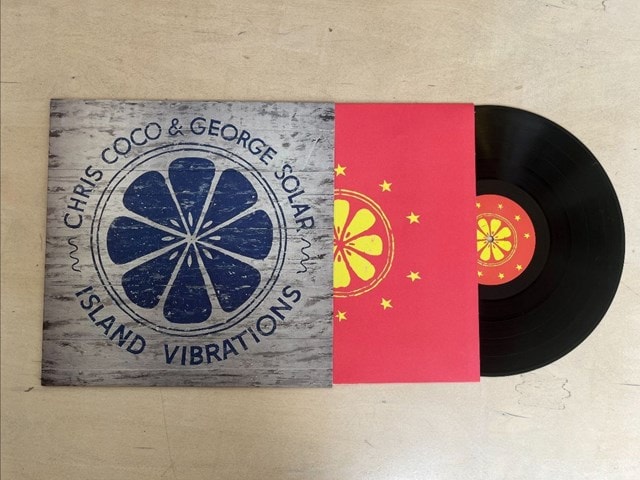 CHRIS COCO & GEORGE SOLAR
ISLAND VIBRATIONS